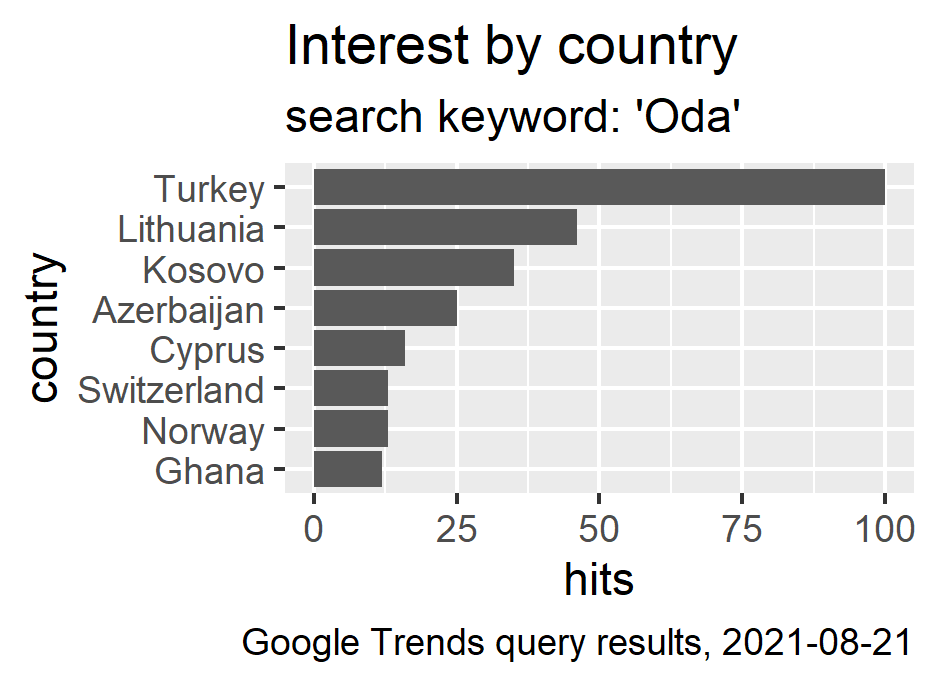 Interest by country
search keyword: 'Oda'
country
Turkey
Lithuania
Kosovo
Azerbaijan
Cyprus
Switzerland
Norway
Ghana
0 25 50 75 100
hits
Google Trends query results, 2021-08-21